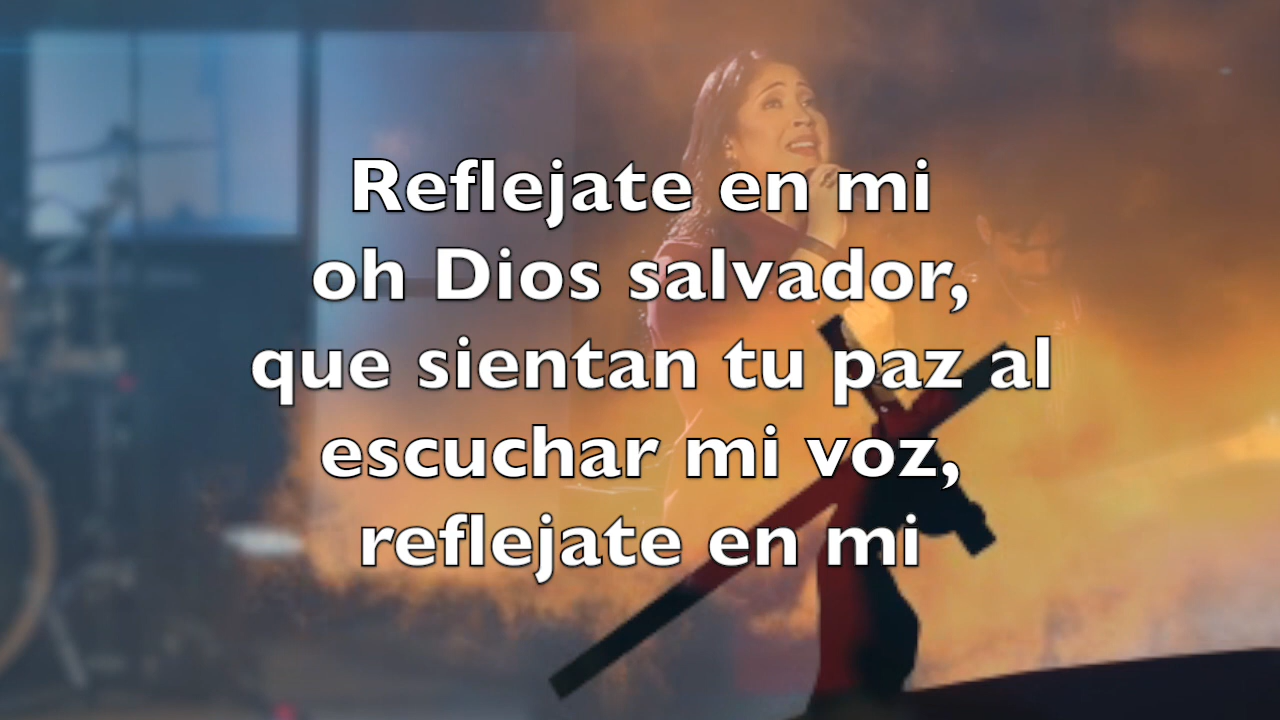 Reflejate en mi
oh Dios salvador,
que sientan tu paz al
escuchar mi voz,
reflejate en mi